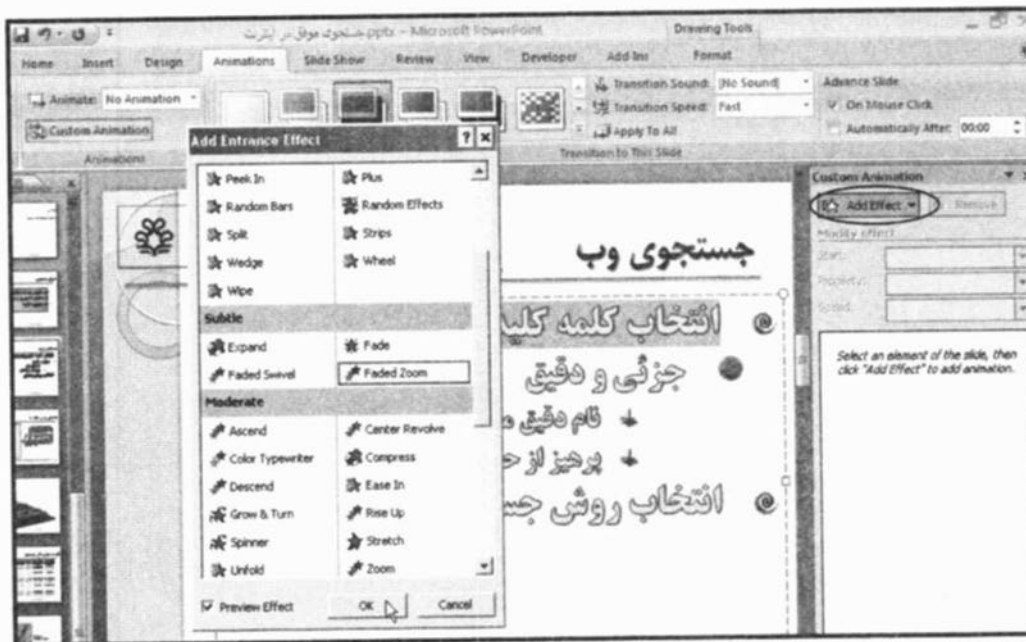 جستجوی موفق در اینترنت.pptx - Microsoft PowerPoint
Drawing Tools
Home Insert Design Animations Slide Show Review View Developer Add-Ins Format
Animate: No Animation
Custom Animation
Animations
Transition Sound: [No Sound]
Transition Speed: Fast
Apply To All
Transition to This Slide
Advance Slide
On Mouse Click
Automatically After: 00:00
Add Entrance Effect
Peek In Plus
Random Bars Random Effects
Split Strips
Wedge Wheel
Wipe
Subtle
Expand Fade
Faded Swivel Faded Zoom
Moderate
Ascend Center Revolve
Color Typewriter Compress
Descend Ease In
Grow & Turn Rise Up
Spinner Stretch
Unfold Zoom
Preview Effect OK Cancel
جستجوی وب
انتخاب کلمه کلید
جزئی و دقیق
نام دقیق م
پرهیز از ح
انتخاب روش جس
Custom Animation
Add Effect Remove
Modify effect
Start:
Property:
Speed:
Select an element of the slide, then
click "Add Effect" to add animation.